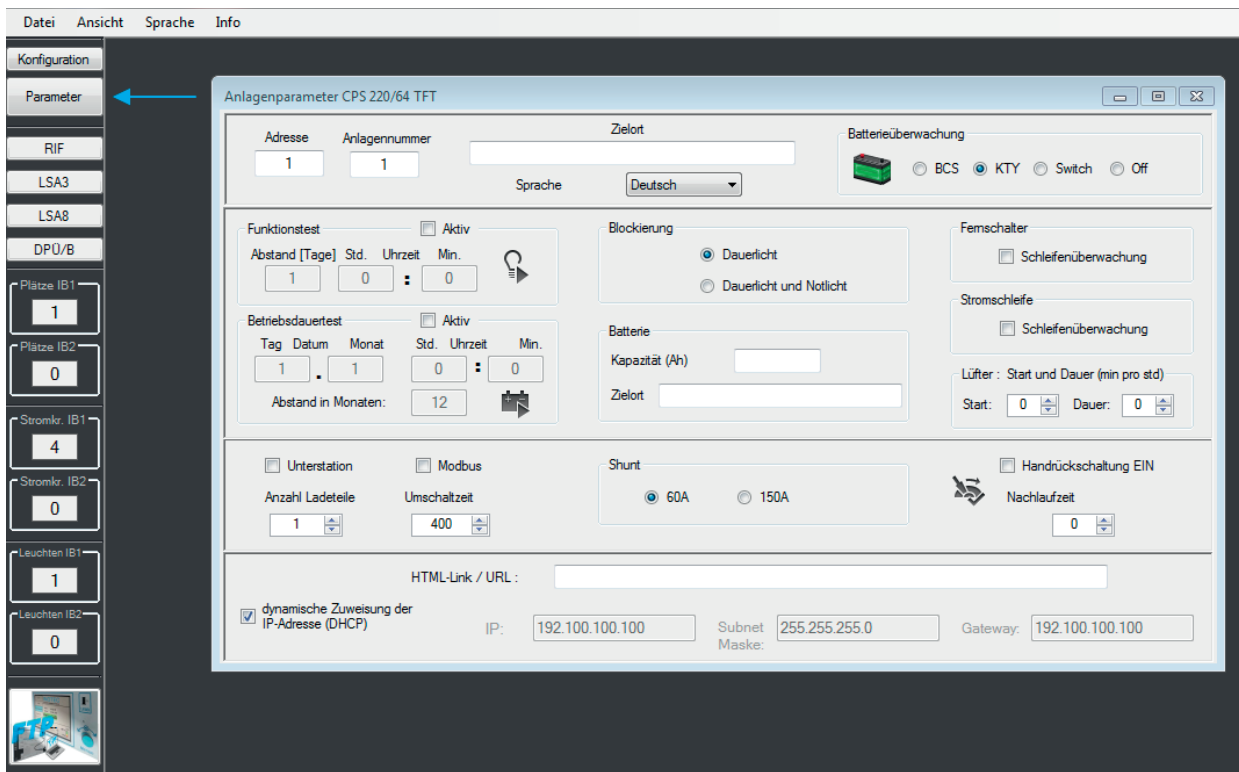 Datei Ansicht Sprache Info
Konfiguration
Parameter
RIF
LSA3
LSA8
DPÜ/B
Plätze IB1
1
Plätze IB2
0
Stromkr. IB1
4
Stromkr. IB2
0
Leuchten IB1
1
Leuchten IB2
0
FTP
Anlagenparameter CPS 220/64 TFT
Adresse Anlagennummer Zielort
1 1
Sprache Deutsch
Batterieüberwachung
BCS KTY Switch Off
Funktionstest Aktiv
Abstand [Tage] Std. Uhrzeit Min.
1 0 : 0
Betriebsdauertest Aktiv
Tag Datum Monat Std. Uhrzeit Min.
1 . 1 0 : 0
Abstand in Monaten: 12
Blockierung
Dauerlicht
Dauerlicht und Notlicht
Batterie
Kapazität (Ah)
Zielort
Fernschalter
Schleifenüberwachung
Stromschleife
Schleifenüberwachung
Lüfter : Start und Dauer (min pro std)
Start: 0 Dauer: 0
Unterstation Modbus
Anzahl Ladeteile Umschaltzeit
1 400
Shunt
60A 150A
Handrückschaltung EIN
Nachlaufzeit
0
HTML-Link / URL :
dynamische Zuweisung der
IP-Adresse (DHCP)
IP: 192.100.100.100
Subnet
Maske: 255.255.255.0
Gateway: 192.100.100.100